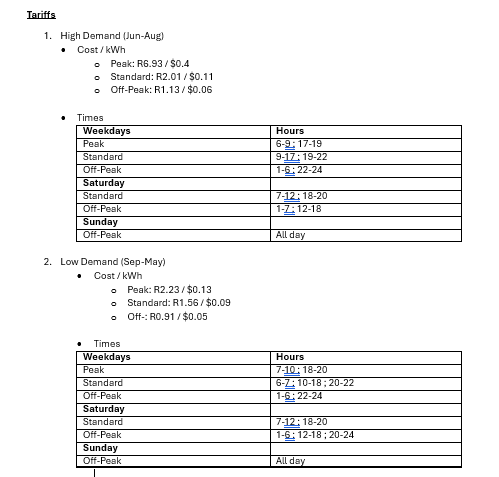 Tariffs
1. High Demand (Jun-Aug)
• Cost / kWh
o Peak: R6.93 / $0.4
o Standard: R2.01 / $0.11
o Off-Peak: R1.13 / $0.06
• Times
Weekdays Hours
Peak 6-9 ; 17-19
Standard 9-17 ; 19-22
Off-Peak 1-6 ; 22-24
Saturday
Standard 7-12 ; 18-20
Off-Peak 1-7 ; 12-18
Sunday
Off-Peak All day
2. Low Demand (Sep-May)
• Cost / kWh
o Peak: R2.23 / $0.13
o Standard: R1.56 / $0.09
o Off-: R0.91 / $0.05
• Times
Weekdays Hours
Peak 7-10 ; 18-20
Standard 6-7 ; 10-18 ; 20-22
Off-Peak 1-6 ; 22-24
Saturday
Standard 7-12 ; 18-20
Off-Peak 1-6 ; 12-18 ; 20-24
Sunday
Off-Peak All day